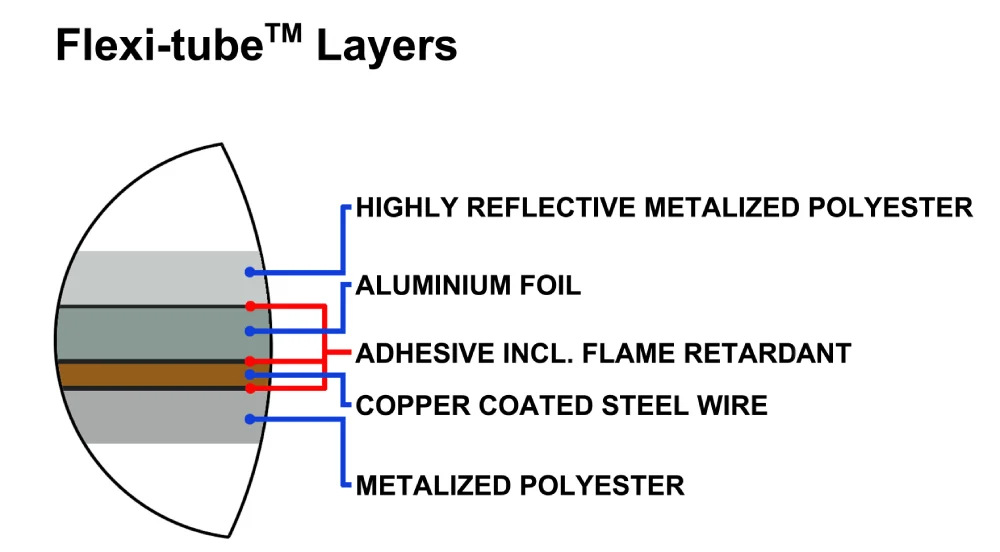 Flexi-tube™ Layers
HIGHLY REFLECTIVE METALIZED POLYESTER
ALUMINIUM FOIL
ADHESIVE INCL. FLAME RETARDANT
COPPER COATED STEEL WIRE
METALIZED POLYESTER